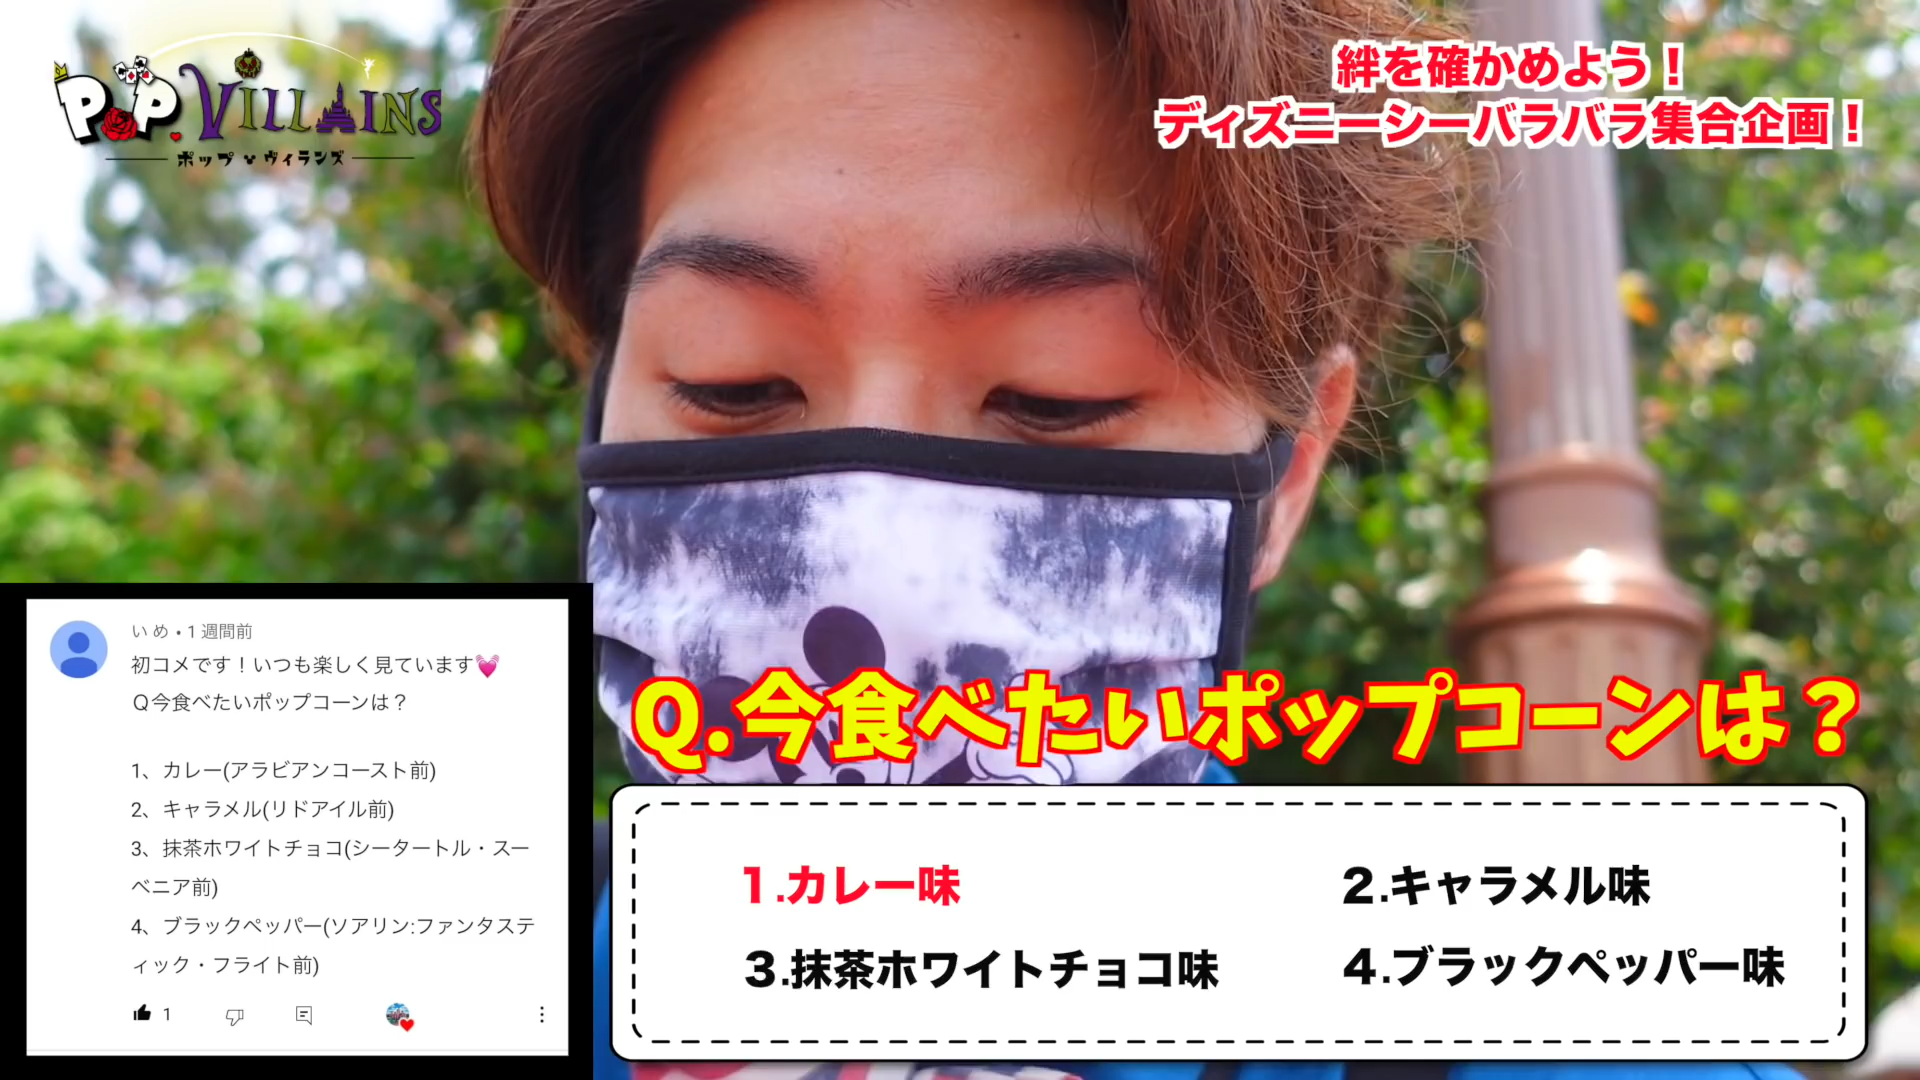 POP. VILLAINS
ポップ ヴィランズ
絆を確かめよう！
ディズニーシーバラバラ集合企画！
いめ • 1 週間前
初コメです！いつも楽しく見ています💓
Ｑ今食べたいポップコーンは？
1、カレー(アラビアンコースト前)
2、キャラメル(リドアイル前)
3、抹茶ホワイトチョコ(シータートル・スー
ベニア前)
4、ブラックペッパー(ソアリン:ファンタステ
ィック・フライト前)
1
Q.今食べたいポップコーンは？
１.カレー味
２.キャラメル味
３.抹茶ホワイトチョコ味
４.ブラックペッパー味